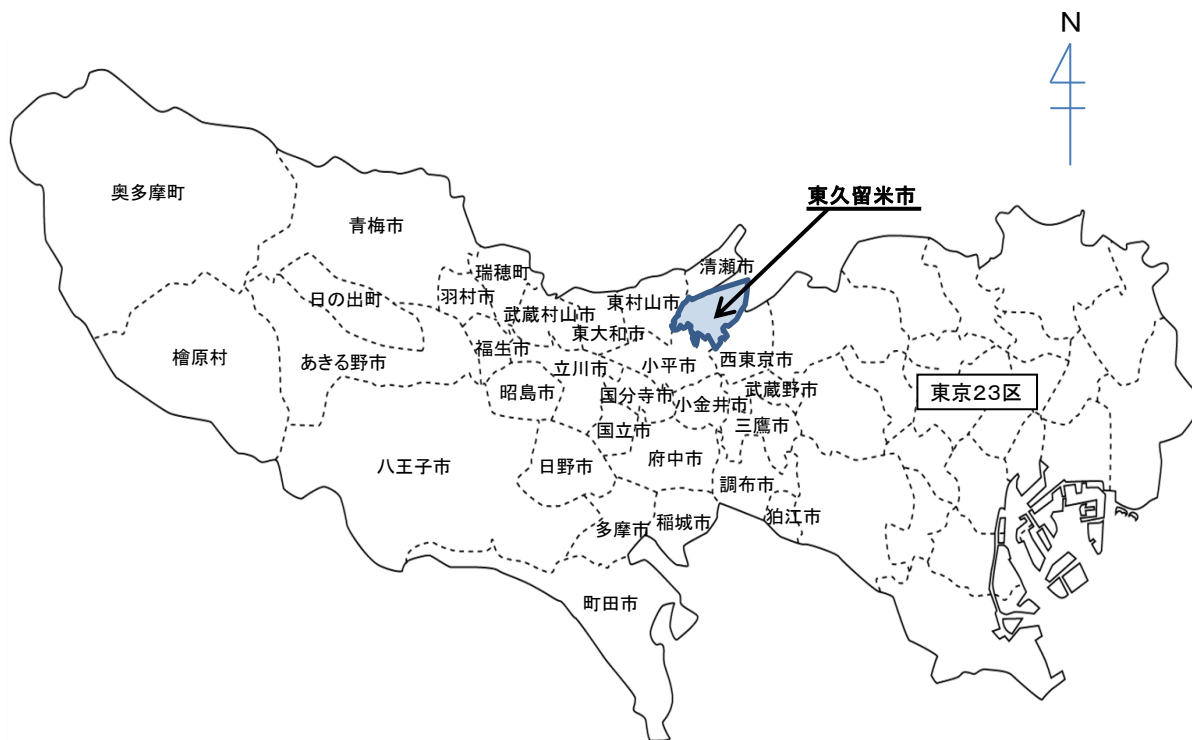 N
東久留米市
奥多摩町
青梅市
清瀬市
瑞穂町
日の出町
羽村市
東村山市
武蔵村山市
東大和市
福生市
檜原村
あきる野市
立川市
小平市
西東京市
昭島市
国分寺市
小金井市
武蔵野市
東京23区
国立市
三鷹市
八王子市
日野市
府中市
調布市
多摩市
稲城市
狛江市
町田市